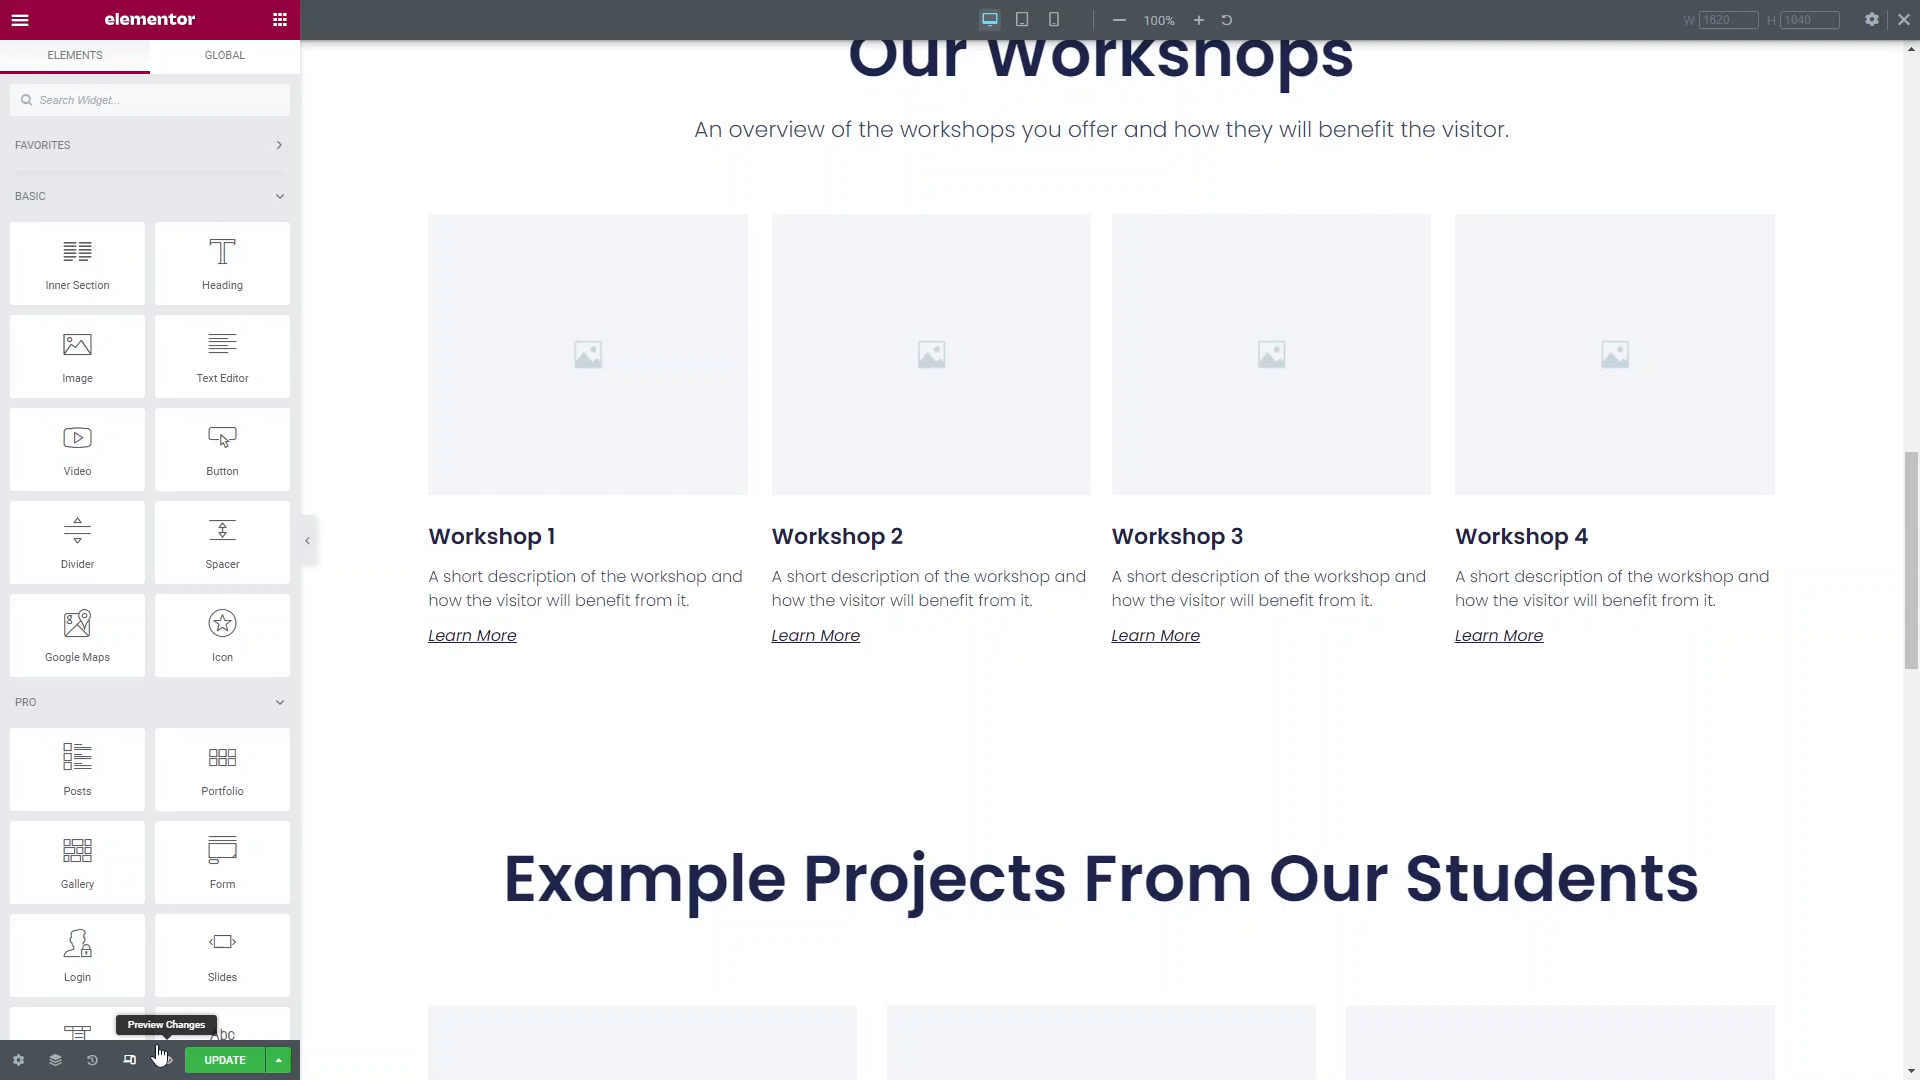 elementor
100%
W 1620 H 1040
ELEMENTS GLOBAL
Search Widget...
FAVORITES
BASIC
Inner Section
Heading
Image
Text Editor
Video
Button
Divider
Spacer
Google Maps
Icon
PRO
Posts
Portfolio
Gallery
Form
Login
Slides
Abc
Preview Changes
UPDATE
Our Workshops
An overview of the workshops you offer and how they will benefit the visitor.
Workshop 1
A short description of the workshop and
how the visitor will benefit from it.
Learn More
Workshop 2
A short description of the workshop and
how the visitor will benefit from it.
Learn More
Workshop 3
A short description of the workshop and
how the visitor will benefit from it.
Learn More
Workshop 4
A short description of the workshop and
how the visitor will benefit from it.
Learn More
Example Projects From Our Students